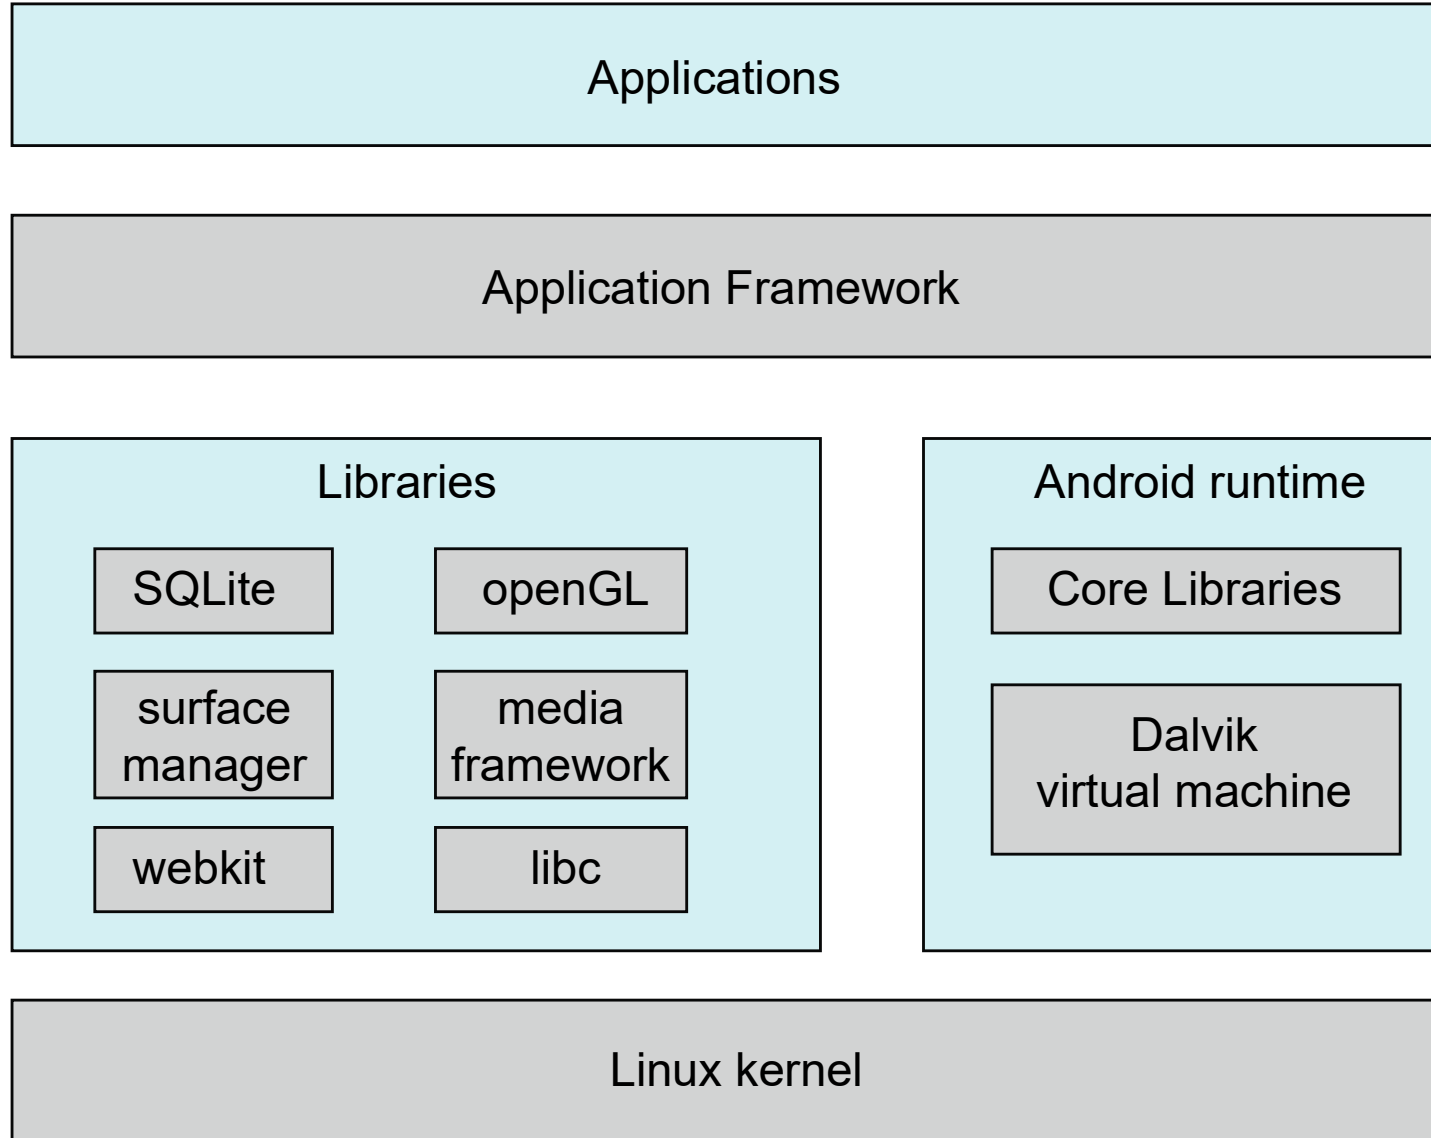 Applications
Application Framework
Libraries
SQLite
openGL
surface
manager
media
framework
webkit
libc
Android runtime
Core Libraries
Dalvik
virtual machine
Linux kernel